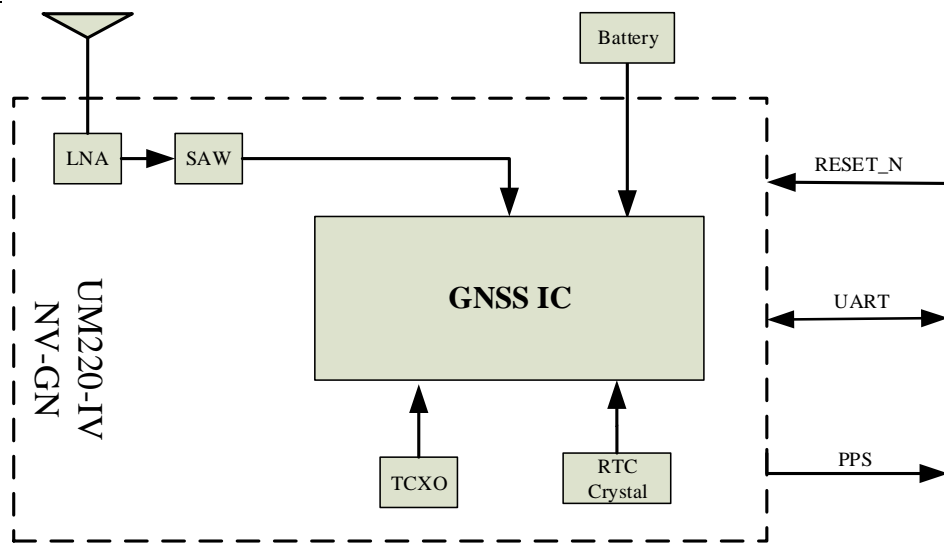 Battery
LNA
SAW
RESET_N
GNSS IC
UART
UM220-IV
NV-GN
PPS
TCXO
RTC
Crystal